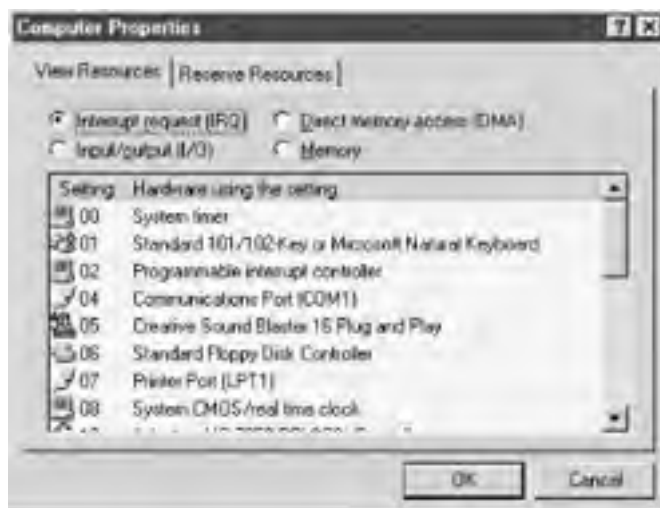 Computer Properties
View Resources Reserve Resources
Interrupt request (IRQ) Direct memory access (DMA)
Input/output (I/O) Memory
Setting Hardware using the setting
00 System timer
01 Standard 101/102-Key or Microsoft Natural Keyboard
02 Programmable interrupt controller
04 Communications Port (COM1)
05 Creative Sound Blaster 16 Plug and Play
06 Standard Floppy Disk Controller
07 Printer Port (LPT1)
08 System CMOS/real time clock
OK Cancel